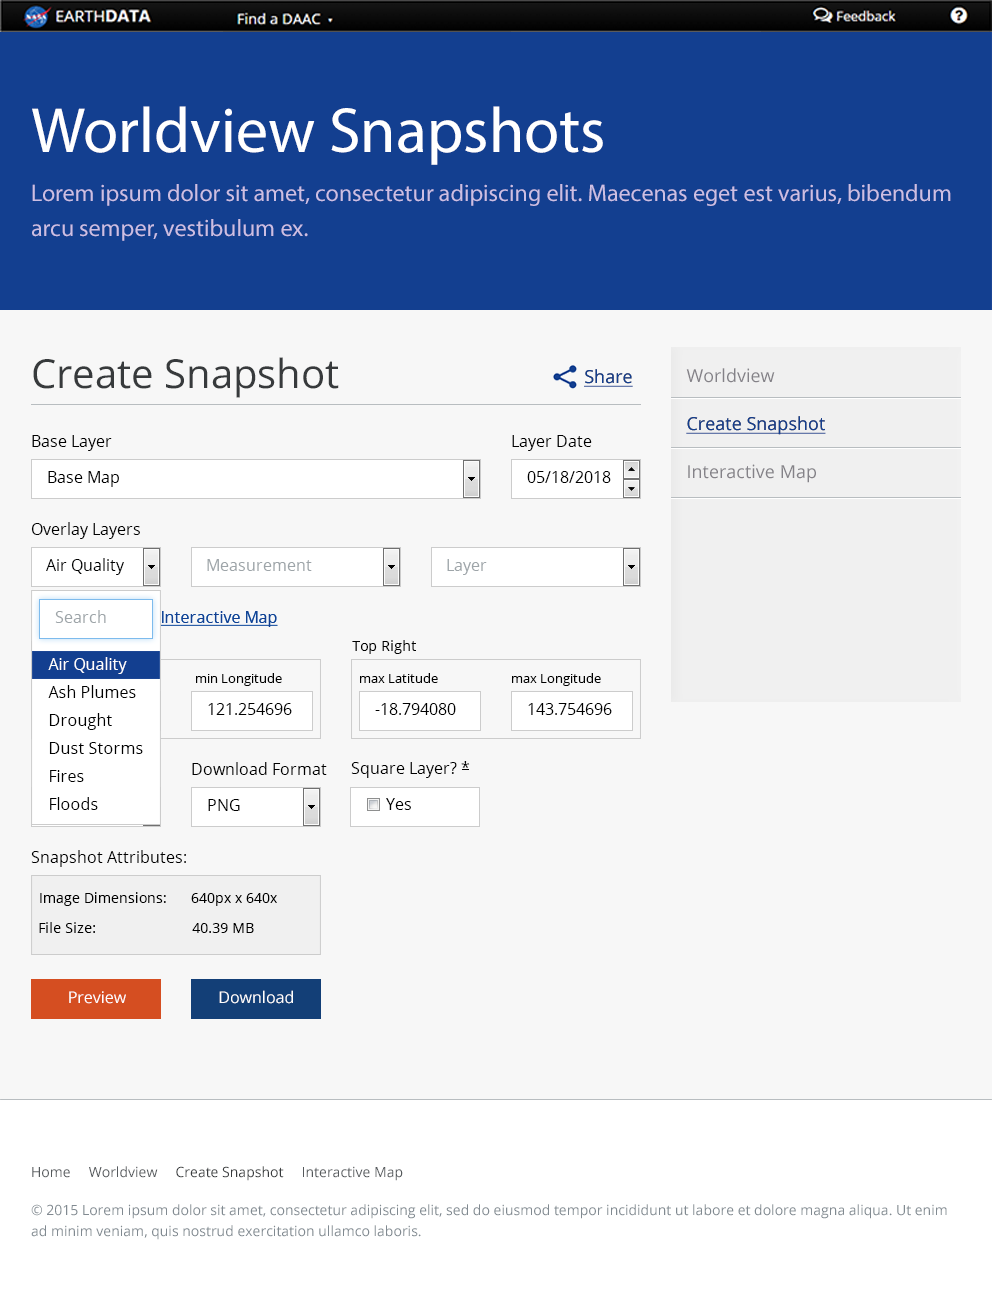 EARTHDATA
Find a DAAC
Feedback
?
Worldview Snapshots
Lorem ipsum dolor sit amet, consectetur adipiscing elit. Maecenas eget est varius, bibendum
arcu semper, vestibulum ex.
Create Snapshot
Share
Base Layer
Layer Date
Base Map
05/18/2018
Overlay Layers
Air Quality
Measurement
Layer
Search
Interactive Map
Air Quality
Ash Plumes
Drought
Dust Storms
Fires
Floods
min Longitude
121.254696
Top Right
max Latitude
max Longitude
-18.794080
143.754696
Download Format
Square Layer? *
PNG
Yes
Snapshot Attributes:
Image Dimensions: 640px x 640x
File Size: 40.39 MB
Preview
Download
Worldview
Create Snapshot
Interactive Map
Home Worldview Create Snapshot Interactive Map
© 2015 Lorem ipsum dolor sit amet, consectetur adipiscing elit, sed do eiusmod tempor incididunt ut labore et dolore magna aliqua. Ut enim
ad minim veniam, quis nostrud exercitation ullamco laboris.